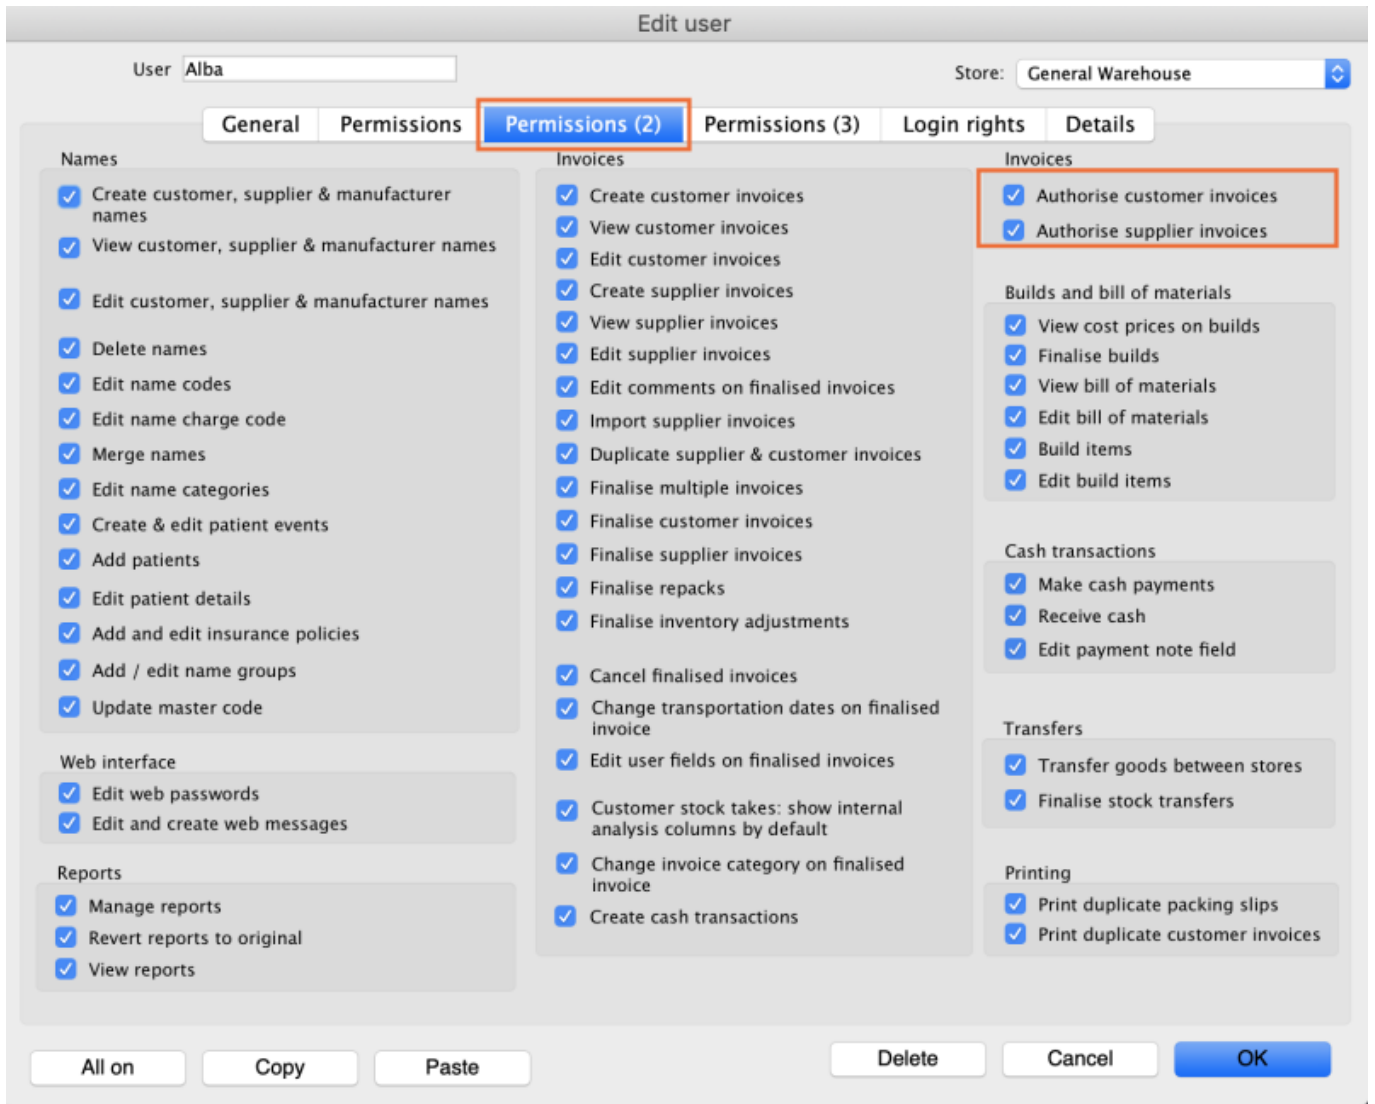 Edit user
User Alba
Store: General Warehouse
General Permissions Permissions (2) Permissions (3) Login rights Details
Names
Create customer, supplier & manufacturer
names
View customer, supplier & manufacturer names
Edit customer, supplier & manufacturer names
Delete names
Edit name codes
Edit name charge code
Merge names
Edit name categories
Create & edit patient events
Add patients
Edit patient details
Add and edit insurance policies
Add / edit name groups
Update master code
Web interface
Edit web passwords
Edit and create web messages
Reports
Manage reports
Revert reports to original
View reports
Invoices
Create customer invoices
View customer invoices
Edit customer invoices
Create supplier invoices
View supplier invoices
Edit supplier invoices
Edit comments on finalised invoices
Import supplier invoices
Duplicate supplier & customer invoices
Finalise multiple invoices
Finalise customer invoices
Finalise supplier invoices
Finalise repacks
Finalise inventory adjustments
Cancel finalised invoices
Change transportation dates on finalised
invoice
Edit user fields on finalised invoices
Customer stock takes: show internal
analysis columns by default
Change invoice category on finalised
invoice
Create cash transactions
Invoices
Authorise customer invoices
Authorise supplier invoices
Builds and bill of materials
View cost prices on builds
Finalise builds
View bill of materials
Edit bill of materials
Build items
Edit build items
Cash transactions
Make cash payments
Receive cash
Edit payment note field
Transfers
Transfer goods between stores
Finalise stock transfers
Printing
Print duplicate packing slips
Print duplicate customer invoices
All on Copy Paste Delete Cancel OK